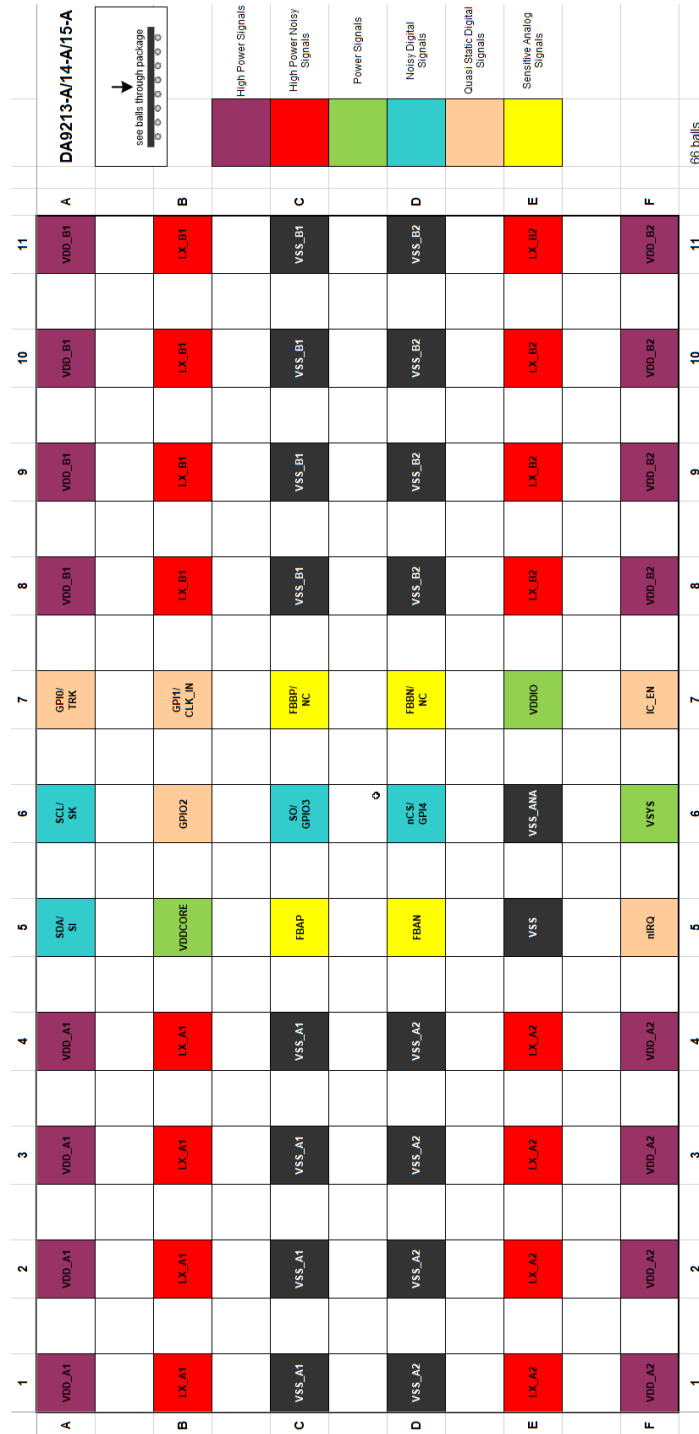 1 2 3 4 5 6 7 8 9 10 11
A VDD_A1 VDD_A1 VDD_A1 VDD_A1 SDA/ SCL/ GPI0/ VDD_B1 VDD_B1 VDD_B1 VDD_B1 A
SI SK TRK
B LX_A1 LX_A1 LX_A1 LX_A1 VDDCORE GPIO2 GPI1/ LX_B1 LX_B1 LX_B1 LX_B1 B
CLK_IN
C VSS_A1 VSS_A1 VSS_A1 VSS_A1 FBAP SO/ FBBP/ VSS_B1 VSS_B1 VSS_B1 VSS_B1 C
GPIO3 NC
D VSS_A2 VSS_A2 VSS_A2 VSS_A2 FBAN nCS/ FBBN/ VSS_B2 VSS_B2 VSS_B2 VSS_B2 D
GPI4 NC
E LX_A2 LX_A2 LX_A2 LX_A2 VSS VSS_ANA VDDIO LX_B2 LX_B2 LX_B2 LX_B2 E
F VDD_A2 VDD_A2 VDD_A2 VDD_A2 nIRQ VSYS IC_EN VDD_B2 VDD_B2 VDD_B2 VDD_B2 F
1 2 3 4 5 6 7 8 9 10 11
DA9213-A/14-A/15-A
see balls through package
High Power Signals
High Power Noisy
Signals
Power Signals
Noisy Digital
Signals
Quasi Static Digital
Signals
Sensitive Analog
Signals
66 balls